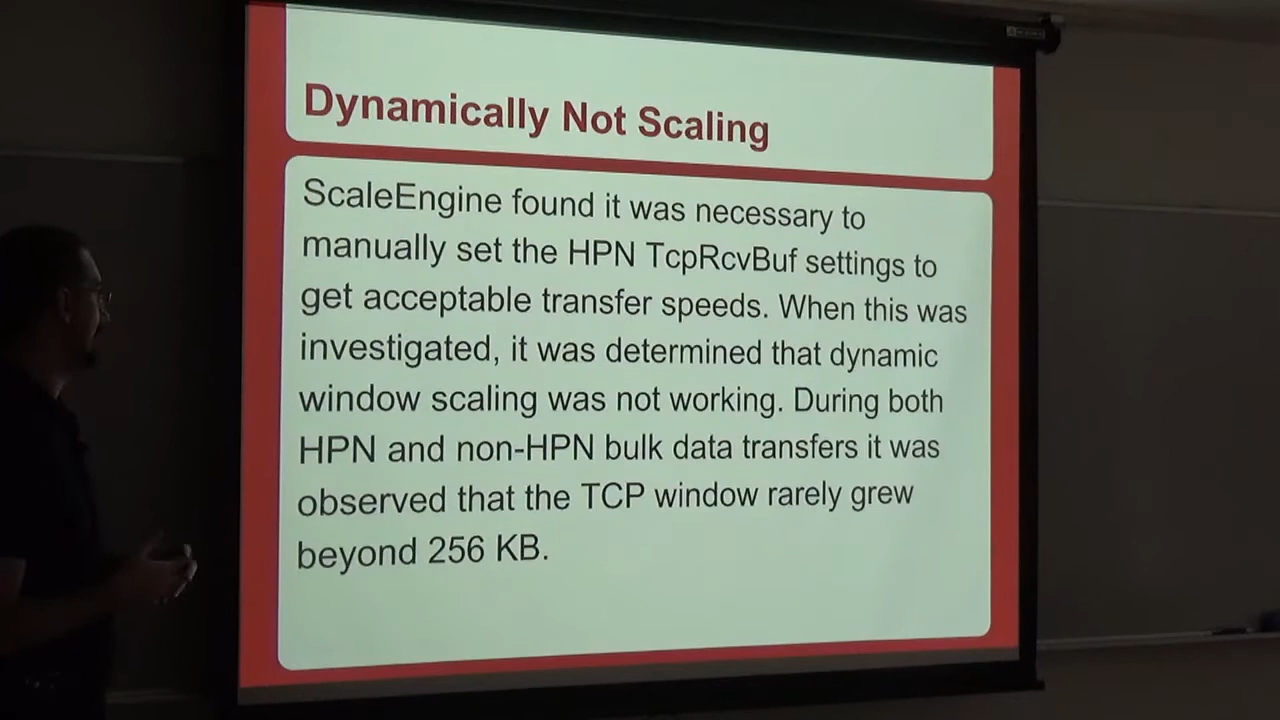 Dynamically Not Scaling
ScaleEngine found it was necessary to
manually set the HPN TcpRcvBuf settings to
get acceptable transfer speeds. When this was
investigated, it was determined that dynamic
window scaling was not working. During both
HPN and non-HPN bulk data transfers it was
observed that the TCP window rarely grew
beyond 256 KB.